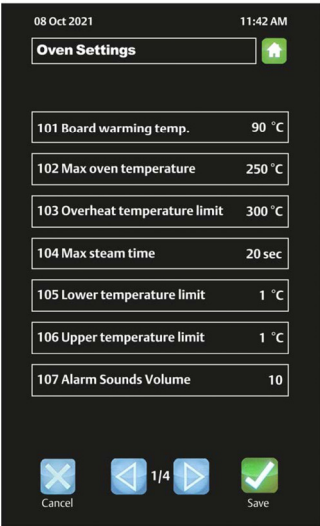 08 Oct 2021 11:42 AM
Oven Settings
101 Board warming temp. 90 °C
102 Max oven temperature 250 °C
103 Overheat temperature limit 300 °C
104 Max steam time 20 sec
105 Lower temperature limit 1 °C
106 Upper temperature limit 1 °C
107 Alarm Sounds Volume 10
1/4
Cancel Save